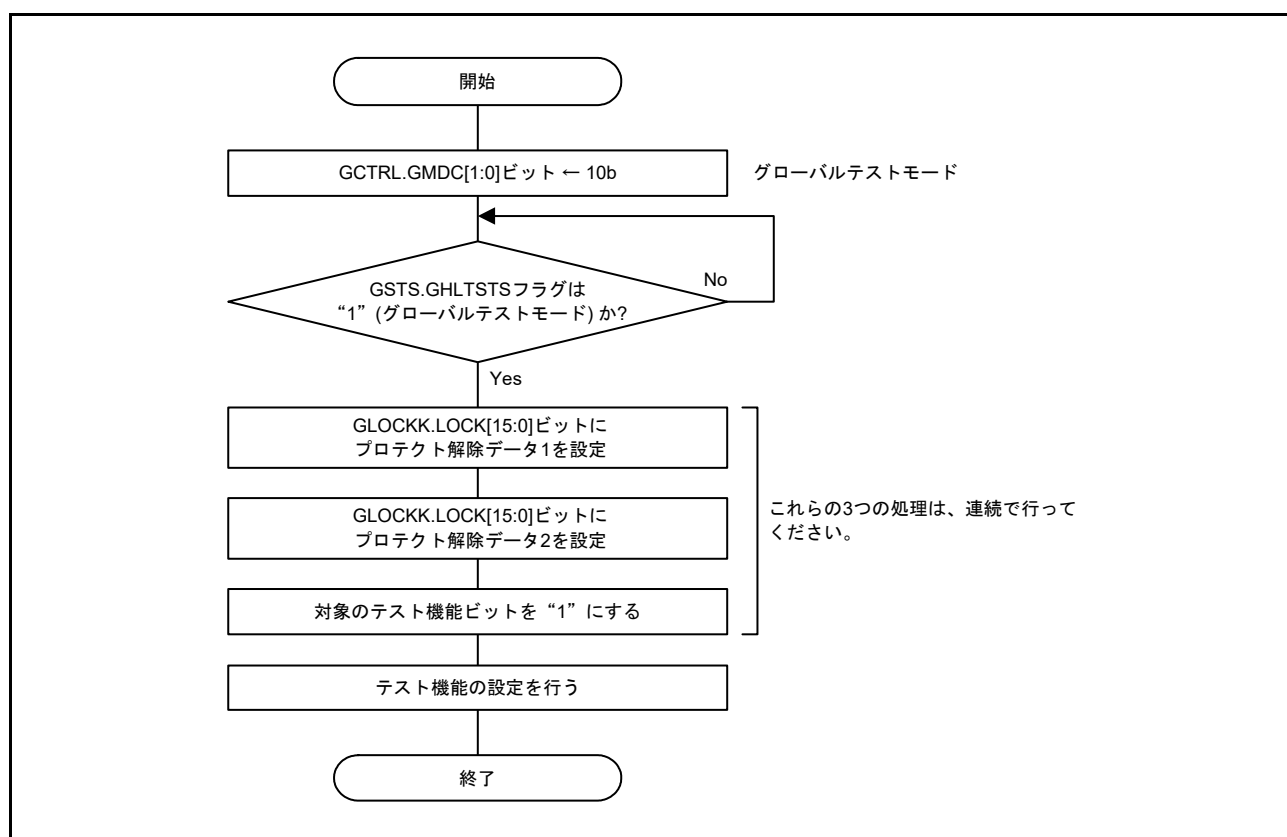 開始
GCTRL.GMDC[1:0]ビット ← 10b
グローバルテストモード
GSTS.GHLTSTSフラグは
“1” (グローバルテストモード) か?
No
Yes
GLOCKK.LOCK[15:0]ビットに
プロテクト解除データ1を設定
GLOCKK.LOCK[15:0]ビットに
プロテクト解除データ2を設定
これらの3つの処理は、連続で行って
ください。
対象のテスト機能ビットを“1”にする
テスト機能の設定を行う
終了